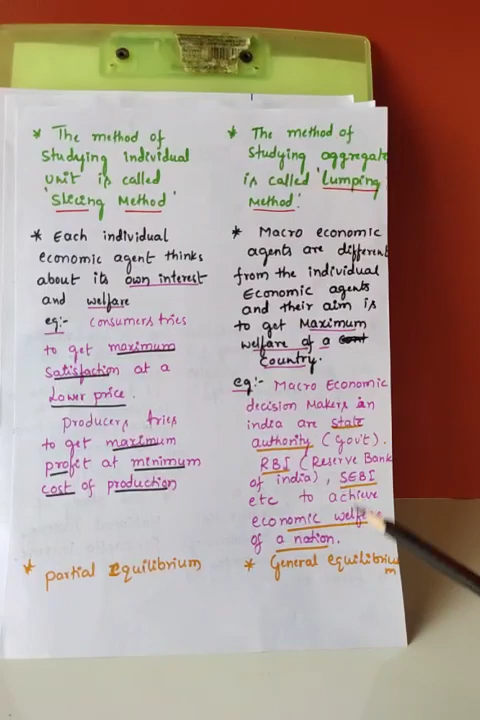 * The method of
studying individual
unit is called
'Slicing Method'
* Each individual
economic agent thinks
about its own interest
and welfare
eg:- consumers tries
to get maximum
satisfaction at a
Lower price.
Producers tries
to get maximum
profit at minimum
cost of production
* partial Equilibrium
* The method of
studying aggregate
is called 'Lumping
Method'.
* Macro economic
agents are different
from the individual
Economic agents
and their aim is
to get Maximum
welfare of a
Country.
eg:- Macro Economic
decision Makers in
india are state
authority (Gov't).
RBI (Reserve Bank
of india), SEBI
etc to achieve
economic welf
of a nation.
* General equilibriu
m